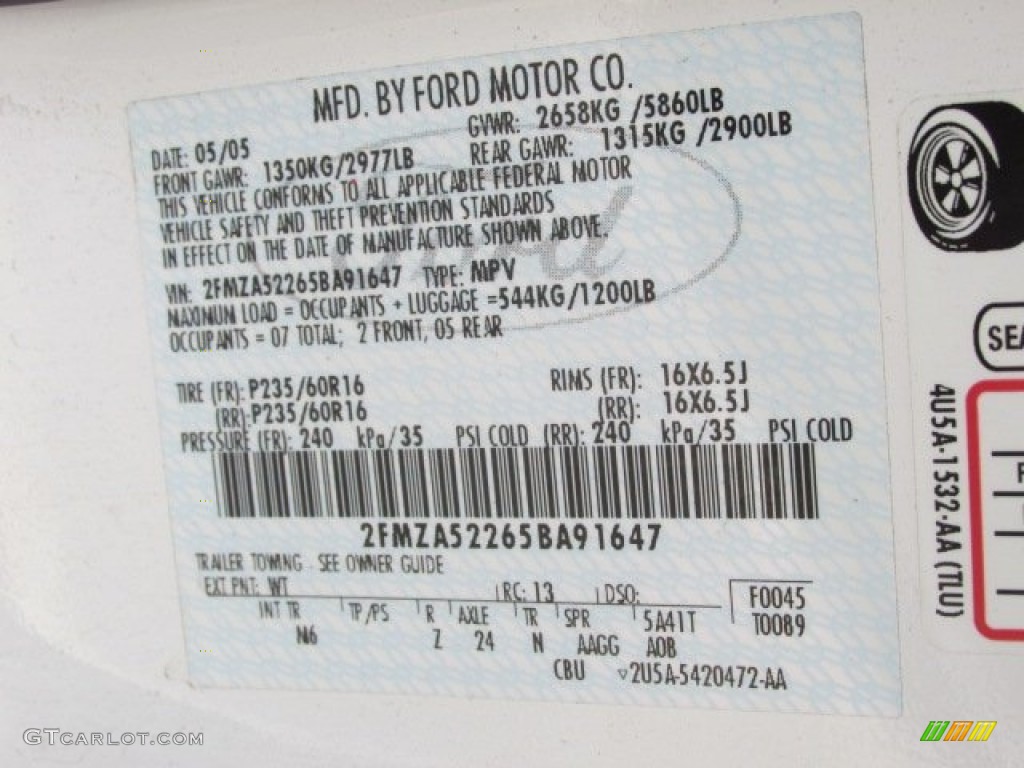 MFD. BY FORD MOTOR CO.
DATE: 05/05 GVWR: 2658KG /5860LB
FRONT GAWR: 1350KG/2977LB REAR GAWR: 1315KG /2900LB
THIS VEHICLE CONFORMS TO ALL APPLICABLE FEDERAL MOTOR
VEHICLE SAFETY AND THEFT PREVENTION STANDARDS
IN EFFECT ON THE DATE OF MANUFACTURE SHOWN ABOVE.
VIN: 2FMZA52265BA91647 TYPE: MPV
MAXIMUM LOAD = OCCUPANTS + LUGGAGE =544KG/1200LB
OCCUPANTS = 07 TOTAL; 2 FRONT, 05 REAR
TIRE (FR): P235/60R16 RIMS (FR): 16X6.5J
(RR): P235/60R16 (RR): 16X6.5J
PRESSURE (FR): 240 kPa/35 PSI COLD (RR): 240 kPa/35 PSI COLD
2FMZA52265BA91647
TRAILER TOWING - SEE OWNER GUIDE
EXT PNT: WT RC: 13 DSO: F0045
INT TR TP/PS R AXLE TR SPR 5A41T T0089
N6 Z 24 N AAGG A0B
CBU ▽2U5A-5420472-AA
Ford
SEA
4U5A-1532-AA (TLU)
GTCARLOT.COM